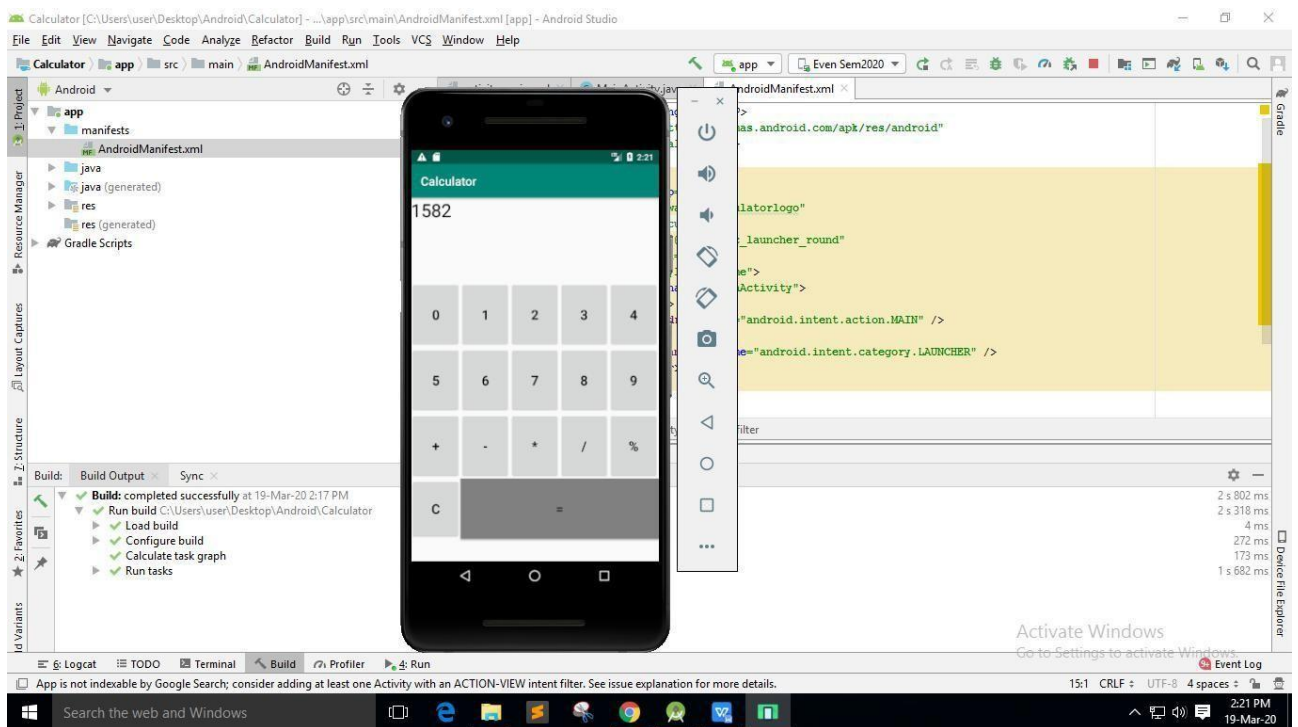 Calculator [C:\Users\user\Desktop\Android\Calculator] - ...\app\src\main\AndroidManifest.xml [app] - Android Studio
File Edit View Navigate Code Analyze Refactor Build Run Tools VCS Window Help
Calculator app src main AndroidManifest.xml app Even Sem2020
1: Project
Resource Manager
Layout Captures
7: Structure
2: Favorites
Android
app
manifests
AndroidManifest.xml
java
java (generated)
res
res (generated)
Gradle Scripts
AndroidManifest.xml
Gradle
android.com/apk/res/android"
_launcher_round"
"android.intent.action.MAIN" />
"android.intent.category.LAUNCHER" />
2:21
Calculator
1582
0 1 2 3 4
5 6 7 8 9
+ - * / %
C =
Build: Build Output Sync
Build: completed successfully at 19-Mar-20 2:17 PM 2 s 802 ms
Run build C:\Users\user\Desktop\Android\Calculator 2 s 318 ms
Load build 4 ms
Configure build 272 ms
Calculate task graph 173 ms
Run tasks 1 s 682 ms
Device File Explorer
Activate Windows
Go to Settings to activate Windows.
6: Logcat TODO Terminal Build Profiler 4: Run Event Log
App is not indexable by Google Search; consider adding at least one Activity with an ACTION-VIEW intent filter. See issue explanation for more details. 15:1 CRLF UTF-8 4 spaces
Search the web and Windows
2:21 PM
19-Mar-20